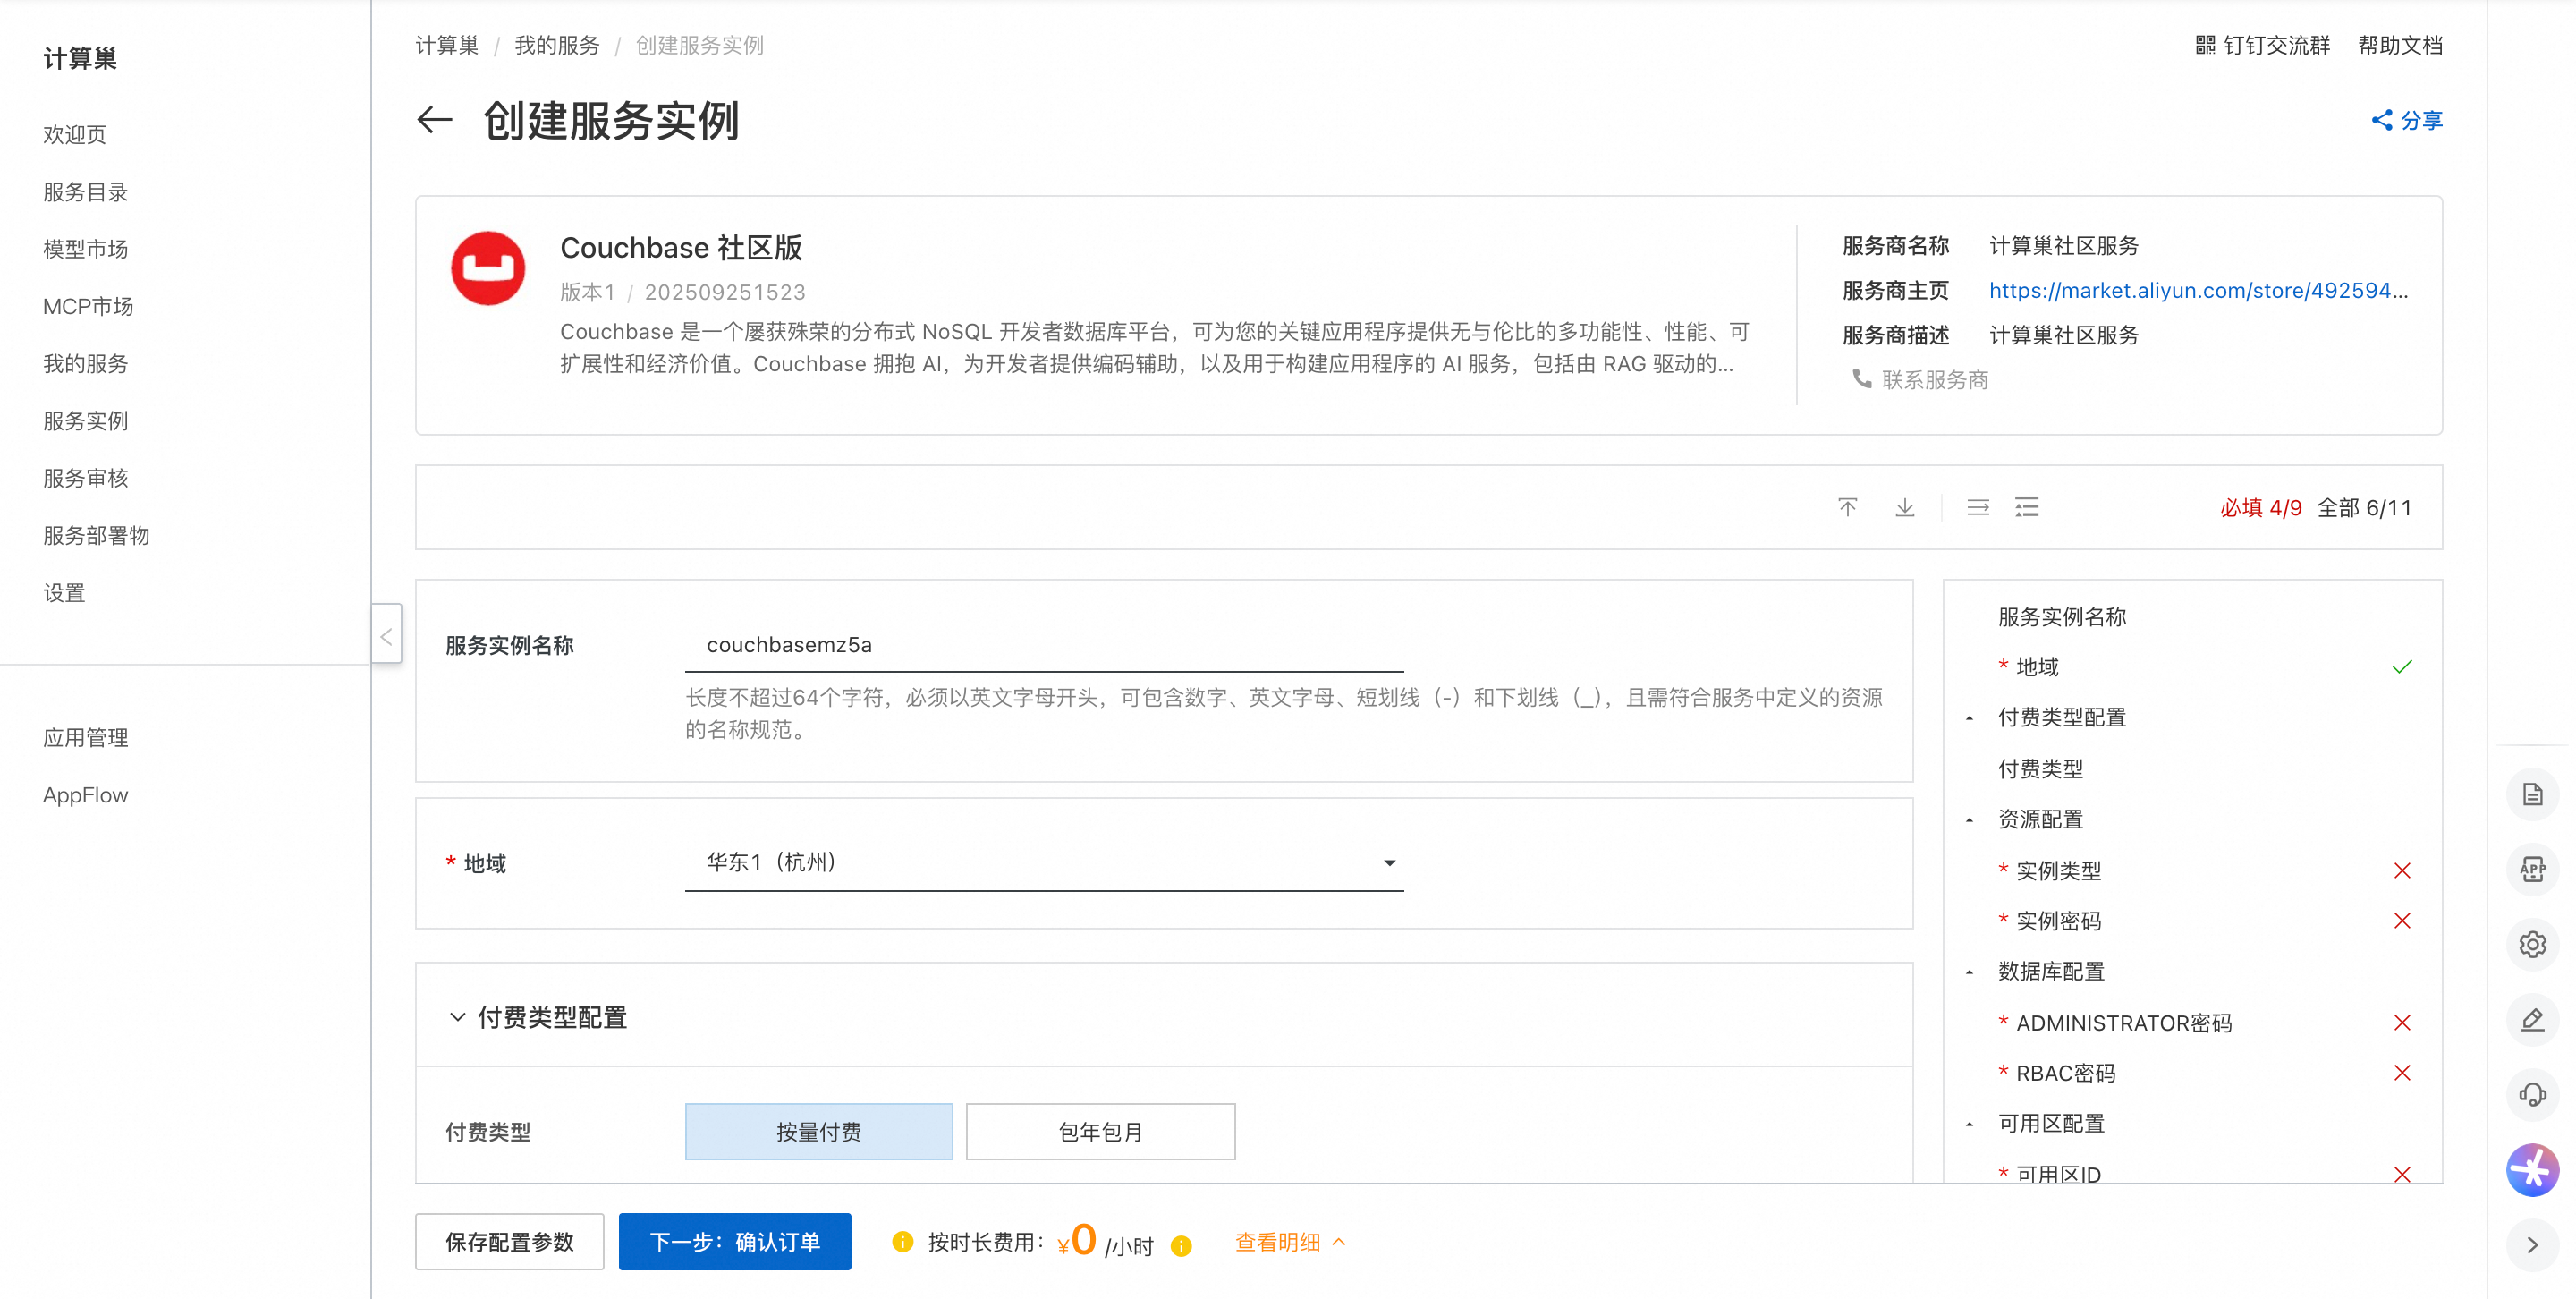 计算巢
欢迎页
服务目录
模型市场
MCP市场
我的服务
服务实例
服务审核
服务部署物
设置
应用管理
AppFlow
计算巢 / 我的服务 / 创建服务实例
钉钉交流群 帮助文档
创建服务实例
分享
Couchbase 社区版
版本1 / 202509251523
Couchbase 是一个屡获殊荣的分布式 NoSQL 开发者数据库平台，可为您的关键应用程序提供无与伦比的多功能性、性能、可
扩展性和经济价值。Couchbase 拥抱 AI，为开发者提供编码辅助，以及用于构建应用程序的 AI 服务，包括由 RAG 驱动的...
服务商名称 计算巢社区服务
服务商主页 https://market.aliyun.com/store/492594...
服务商描述 计算巢社区服务
联系服务商
必填 4/9 全部 6/11
服务实例名称 couchbasemz5a
长度不超过64个字符，必须以英文字母开头，可包含数字、英文字母、短划线（-）和下划线（_），且需符合服务中定义的资源
的名称规范。
* 地域 华东1（杭州）
付费类型配置
付费类型 按量付费 包年包月
服务实例名称
* 地域
付费类型配置
付费类型
资源配置
* 实例类型
* 实例密码
数据库配置
* ADMINISTRATOR密码
* RBAC密码
可用区配置
* 可用区ID
保存配置参数 下一步：确认订单 按时长费用： ¥0 /小时 查看明细
APP